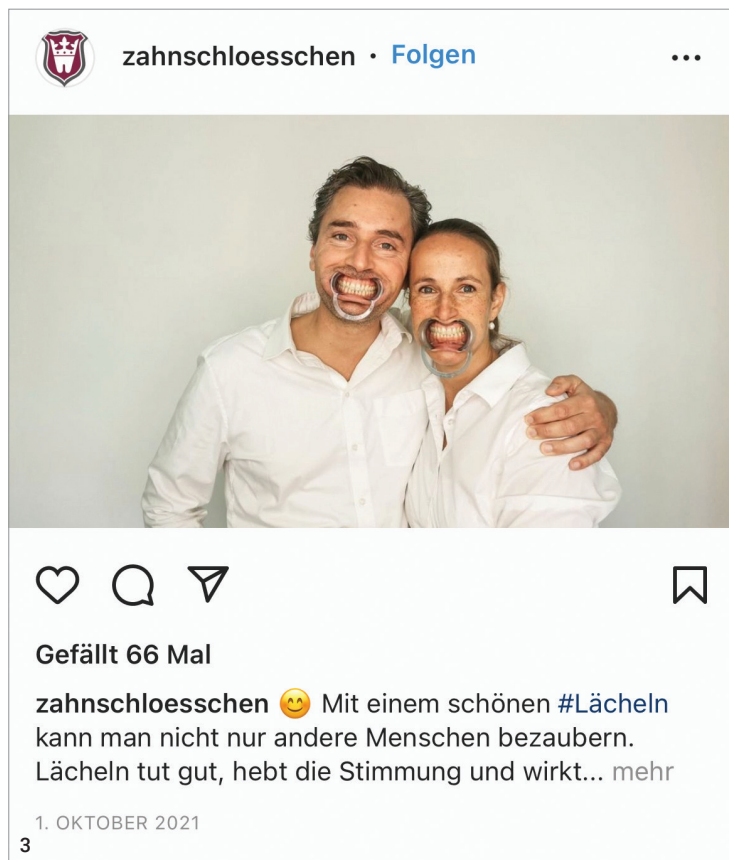 zahnschloesschen · Folgen
Gefällt 66 Mal
zahnschloesschen 😊 Mit einem schönen #Lächeln
kann man nicht nur andere Menschen bezaubern.
Lächeln tut gut, hebt die Stimmung und wirkt... mehr
1. OKTOBER 2021
3